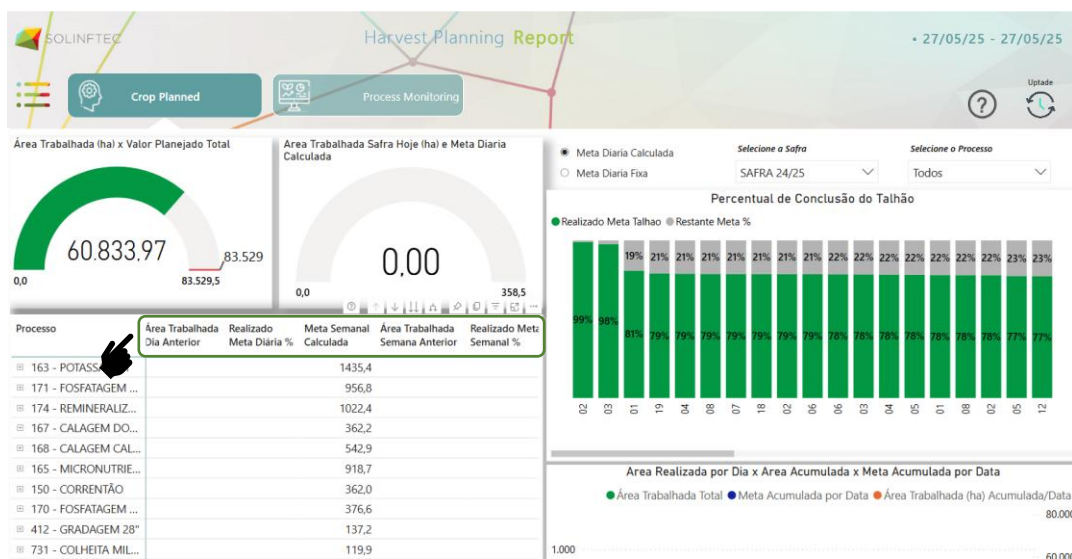 SOLINFTEC
Harvest Planning Report
• 27/05/25 - 27/05/25
Crop Planned
Process Monitoring
?
Uptade
Área Trabalhada (ha) x Valor Planejado Total
60.833,97
83.529
0,0
83.529,5
Area Trabalhada Safra Hoje (ha) e Meta Diaria
Calculada
0,00
0,0
358,5
Meta Diaria Calculada
Meta Diaria Fixa
Selecione a Safra
SAFRA 24/25
Selecione o Processo
Todos
Percentual de Conclusão do Talhão
Realizado Meta Talhao Restante Meta %
19% 21% 21% 21% 21% 21% 21% 21% 22% 22% 22% 22% 22% 22% 22% 23% 23%
99% 98% 81% 79% 79% 79% 79% 79% 79% 79% 78% 78% 78% 78% 78% 78% 78% 77% 77%
02 03 01 19 04 08 07 18 02 06 06 03 04 05 01 08 02 05 12
Processo
Área Trabalhada
Dia Anterior
Realizado
Meta Diária %
Meta Semanal
Calculada
Área Trabalhada
Semana Anterior
Realizado Meta
Semanal %
163 - POTASSA 1435,4
171 - FOSFATAGEM ... 956,8
174 - REMINERALIZ... 1022,4
167 - CALAGEM DO... 362,2
168 - CALAGEM CAL... 542,9
165 - MICRONUTRIE... 918,7
150 - CORRENTÃO 362,0
170 - FOSFATAGEM ... 376,6
412 - GRADAGEM 28" 137,2
731 - COLHEITA MIL... 119,9
Area Realizada por Dia x Area Acumulada x Meta Acumulada por Data
Área Trabalhada Total Meta Acumulada por Data Área Trabalhada (ha) Acumulada/Data
80.000
1.000
60.000